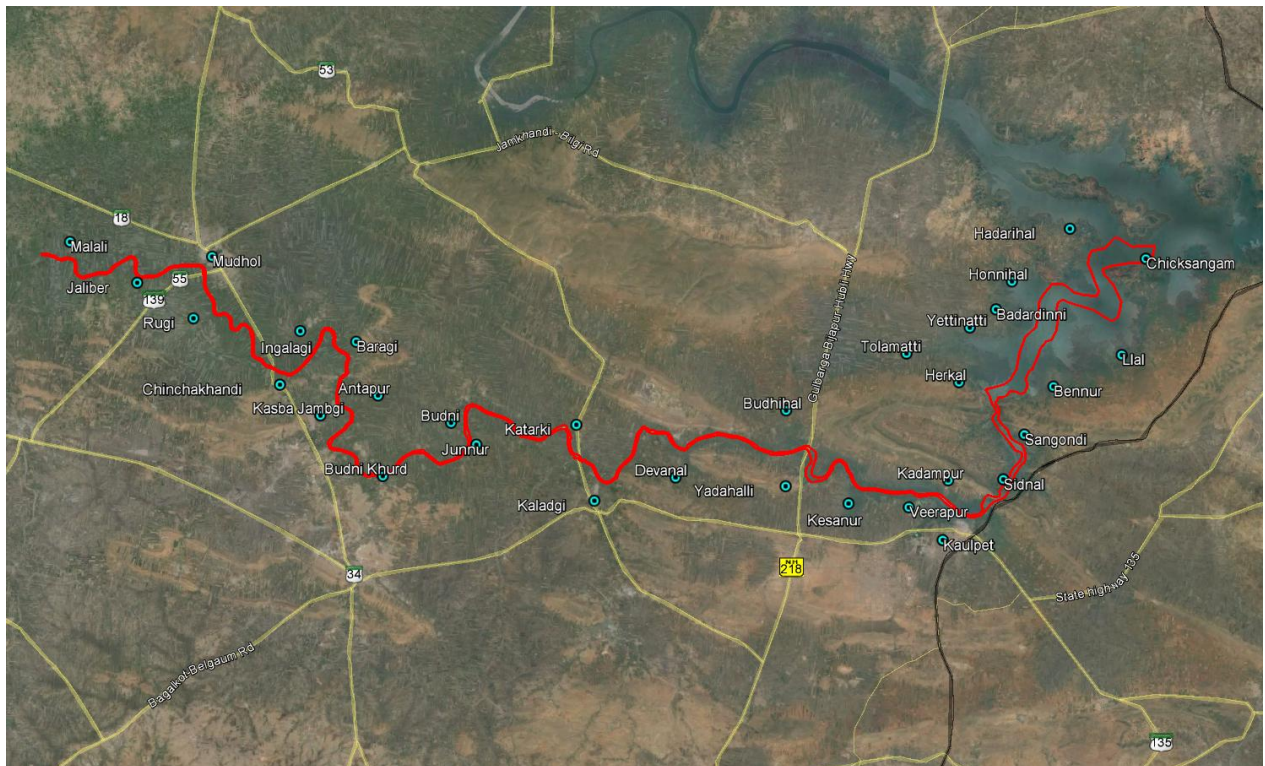 53
Jamkhandi - Bilgi Rd
18
Malali
Mudhol
Hadarihal
Chicksangam
55
Jaliber
139
Honnihal
Rugi
Badardinni
Yettinatti
Ingalagi
Baragi
Tolamatti
Llal
Gulbarga Bijapur Hubli Hwy
Chinchakhandi
Antapur
Herkal
Bennur
Kasba Jambgi
Budni
Katarki
Budhihal
Sangondi
Junnur
Budni Khurd
Devanal
Yadahalli
Kadampur
Sidnal
Kaladgi
Kesanur
Veerapur
Kaulpet
34
218
State highway 135
Bagalkot-Belgaum Rd
135